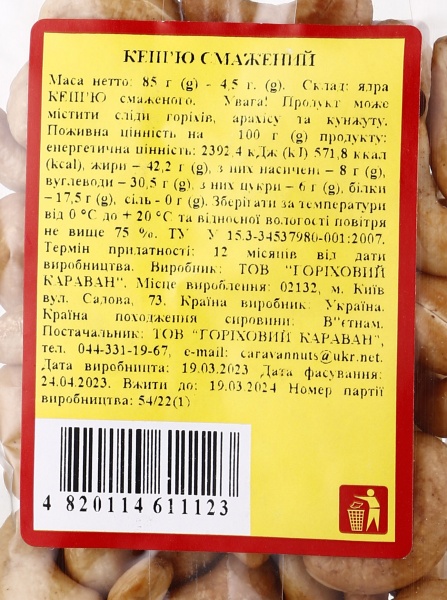 КЕШ'Ю СМАЖЕНИЙ
Маса нетто: 85 г (g) - 4,5 г. (g). Склад: ядра
КЕШ'Ю смаженого. Увага! Продукт може
містити сліди горіхів, арахісу та кунжуту.
Поживна цінність на 100 г (g) продукту:
енергетична цінність: 2392,4 кДж (kJ) 571,8 ккал
(kcal), жири – 42,2 г (g), з них насичені – 8 г (g),
вуглеводи – 30,5 г (g), з них цукри – 6 г (g), білки
– 17,5 г (g), сіль - 0 г (g). Зберігати за температури
від 0 °С до + 20 °С та відносної вологості повітря
не вище 75 %. ТУ У 15.3-34537980-001:2007.
Термін придатності: 12 місяців від дати
виробництва. Виробник: ТОВ "ГОРІХОВИЙ
КАРАВАН". Місце вироблення: 02132, м. Київ
вул. Садова, 73. Країна виробник: Україна.
Країна походження сировини: В"єтнам.
Постачальник: ТОВ "ГОРІХОВИЙ КАРАВАН",
тел. 044-331-19-67, e-mail: caravannuts@ukr.net.
Дата виробництва: 19.03.2023 Дата фасування:
24.04.2023. Вжити до: 19.03.2024 Номер партії
виробництва: 54/22(1)
4 820114 611123